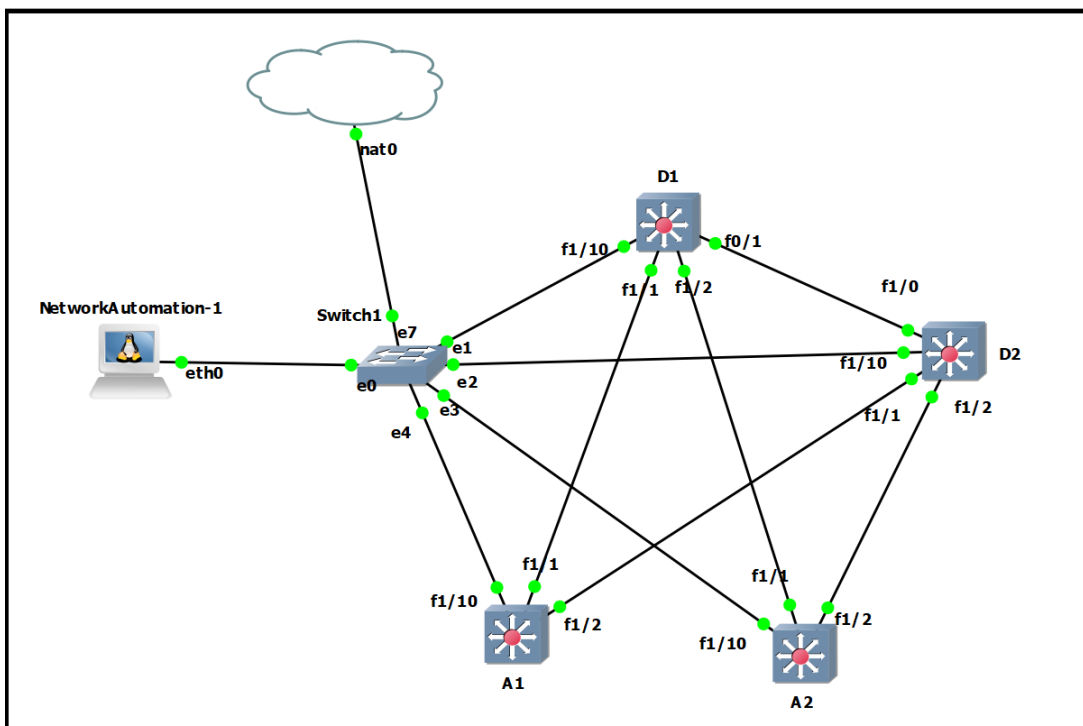 nat0
D1
f1/10
f0/1
f1/1
f1/2
f1/0
NetworkAutomation-1
Switch1
e7
e1
D2
eth0
e0
e2
f1/10
e3
f1/1
f1/2
e4
f1/1
f1/1
f1/10
f1/2
f1/2
f1/10
A1
A2